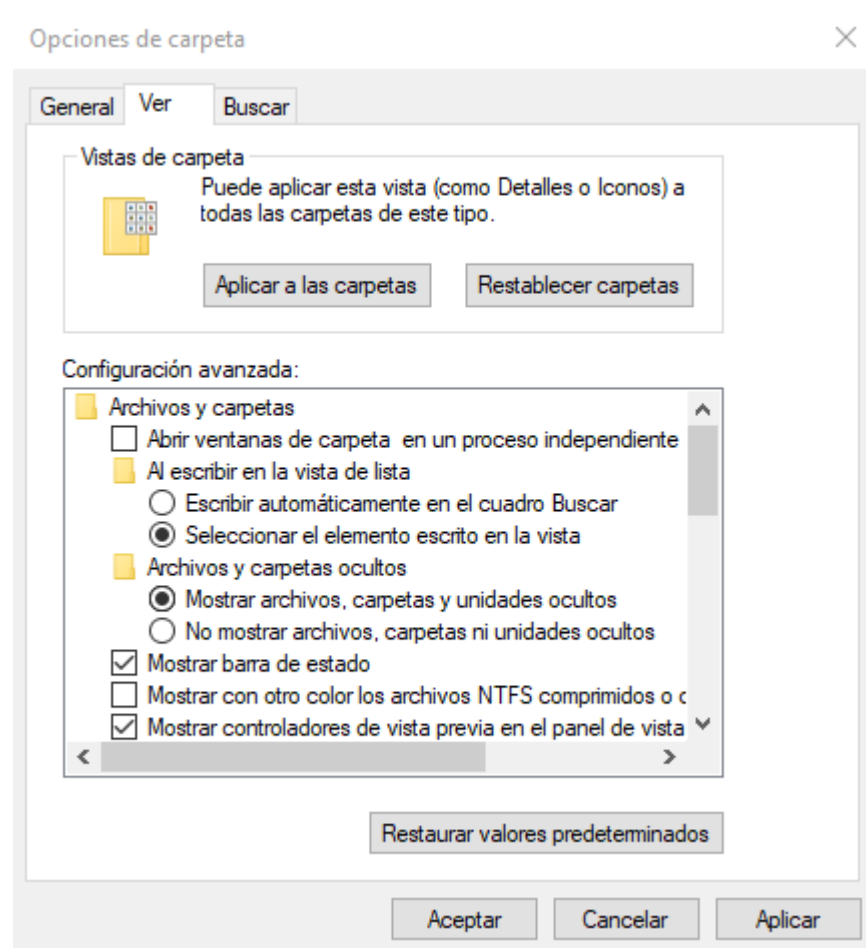 Opciones de carpeta
General
Ver
Buscar
Vistas de carpeta
Puede aplicar esta vista (como Detalles o Iconos) a
todas las carpetas de este tipo.
Aplicar a las carpetas
Restablecer carpetas
Configuración avanzada:
Archivos y carpetas
Abrir ventanas de carpeta en un proceso independiente
Al escribir en la vista de lista
Escribir automáticamente en el cuadro Buscar
Seleccionar el elemento escrito en la vista
Archivos y carpetas ocultos
Mostrar archivos, carpetas y unidades ocultos
No mostrar archivos, carpetas ni unidades ocultos
Mostrar barra de estado
Mostrar con otro color los archivos NTFS comprimidos o c
Mostrar controladores de vista previa en el panel de vista
Restaurar valores predeterminados
Aceptar
Cancelar
Aplicar